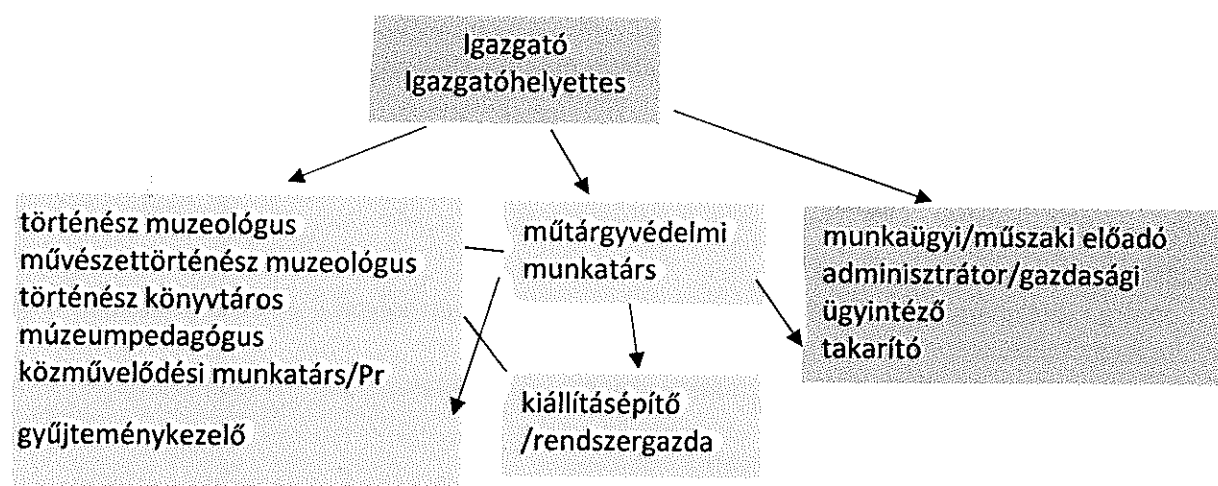 Igazgató
Igazgatóhelyettes
történész muzeológus
művészettörténész muzeológus
történész könyvtáros
múzeumpedagógus
közművelődési munkatárs/Pr
gyűjteménykezelő
műtárgyvédelmi
munkatárs
kiállításépítő
/rendszergazda
munkaügyi/műszaki előadó
adminisztrátor/gazdasági
ügyintéző
takarító